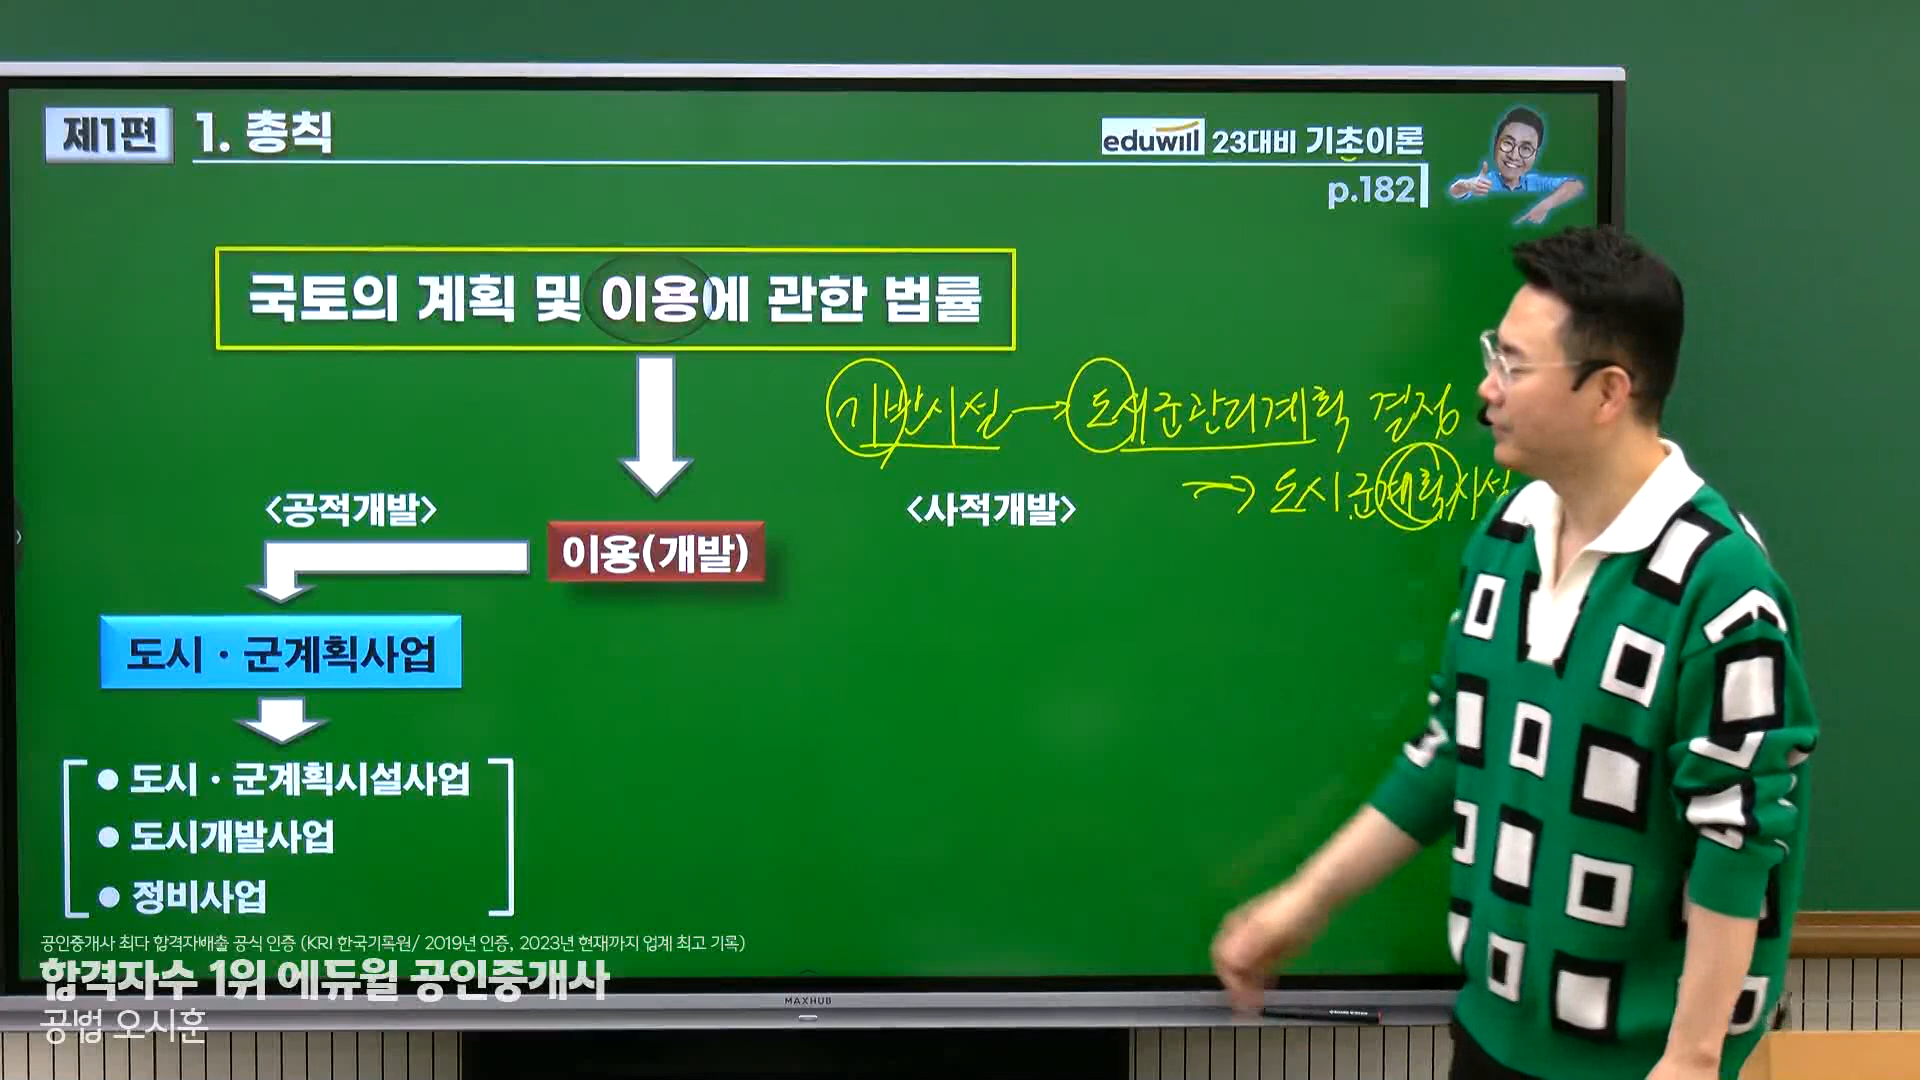 제1편 1. 총칙
eduwill 23대비 기초이론
p.182
국토의 계획 및 이용에 관한 법률
기반시설 → 도시군관리계획 결정
→ 도시군계획시설
<공적개발>
<사적개발>
이용(개발)
도시·군계획사업
● 도시·군계획시설사업
● 도시개발사업
● 정비사업
공인중개사 최다 합격자배출 공식 인증 (KRI 한국기록원/ 2019년 인증, 2023년 현재까지 업계 최고 기록)
합격자수 1위 에듀윌 공인중개사
MAXHUB
공법 오시훈